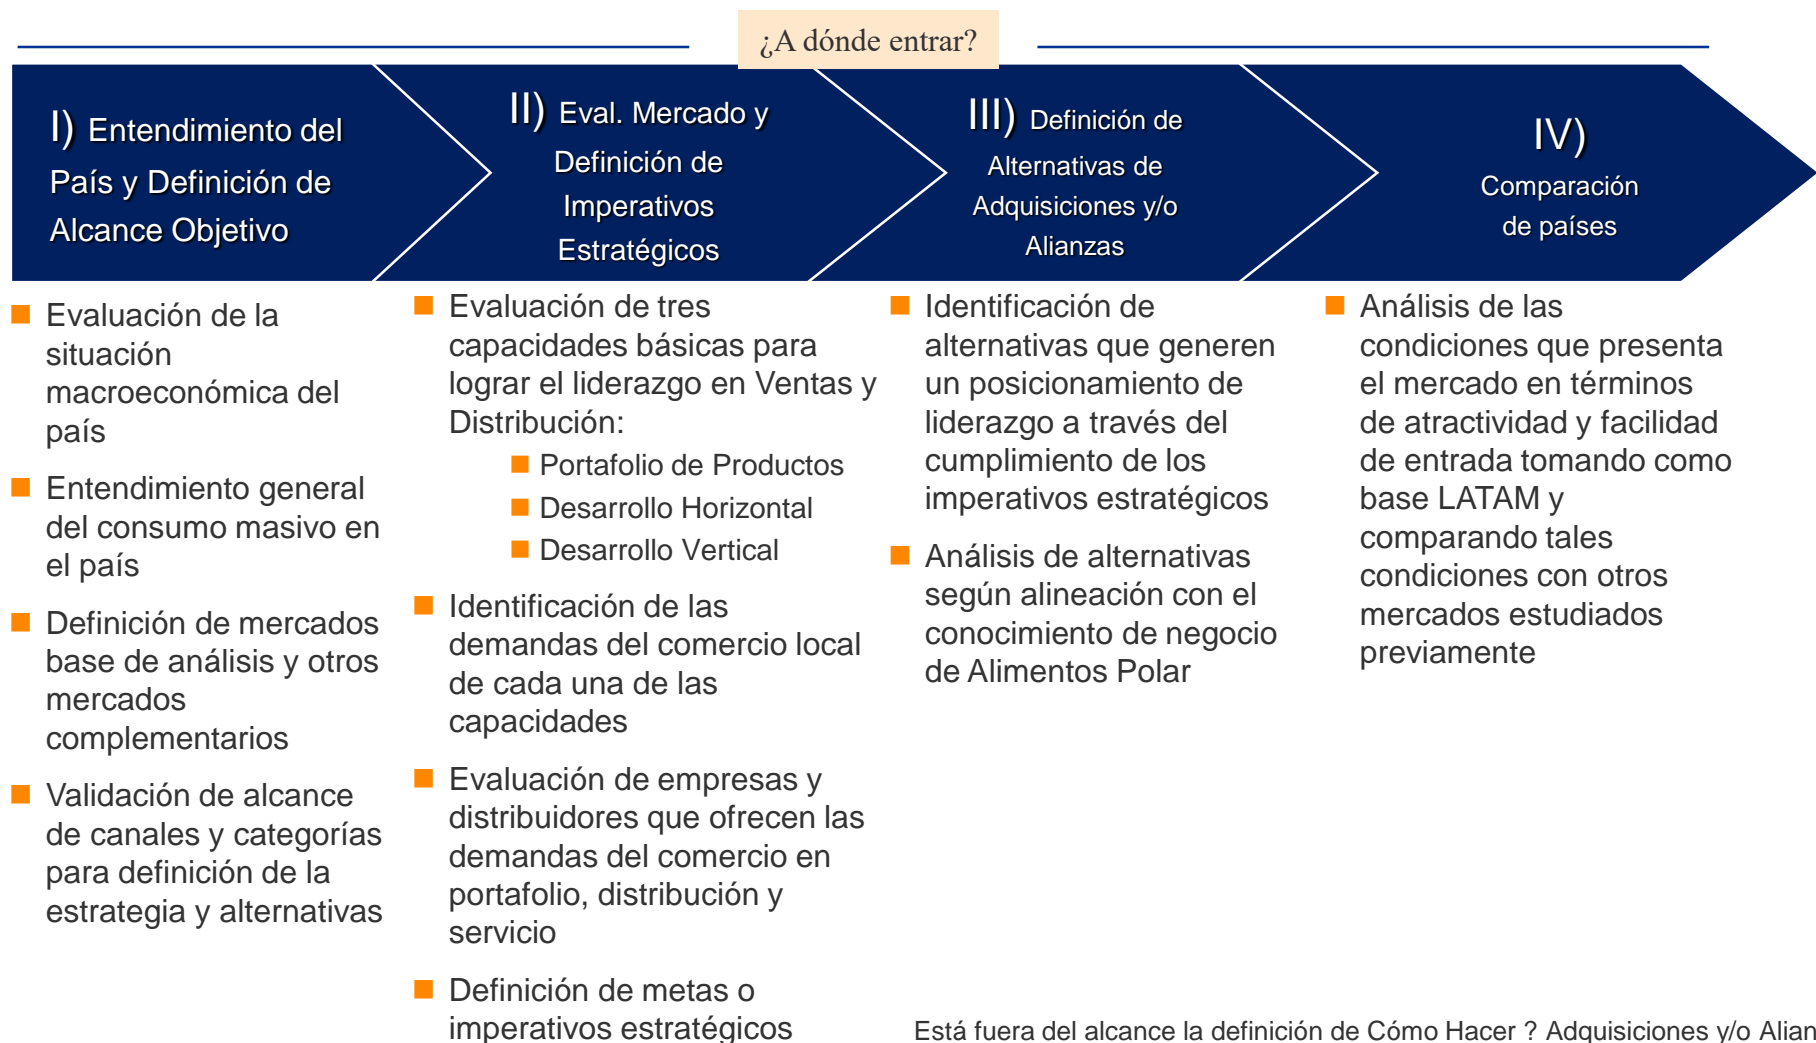 ¿A dónde entrar?
I) Entendimiento del
País y Definición de
Alcance Objetivo
II) Eval. Mercado y
Definición de
Imperativos
Estratégicos
III) Definición de
Alternativas de
Adquisiciones y/o
Alianzas
IV)
Comparación
de países
Evaluación de la
situación
macroeconómica del
país
Entendimiento general
del consumo masivo en
el país
Definición de mercados
base de análisis y otros
mercados
complementarios
Validación de alcance
de canales y categorías
para definición de la
estrategia y alternativas
Evaluación de tres
capacidades básicas para
lograr el liderazgo en Ventas y
Distribución:
Portafolio de Productos
Desarrollo Horizontal
Desarrollo Vertical
Identificación de las
demandas del comercio local
de cada una de las
capacidades
Evaluación de empresas y
distribuidores que ofrecen las
demandas del comercio en
portafolio, distribución y
servicio
Definición de metas o
imperativos estratégicos
Identificación de
alternativas que generen
un posicionamiento de
liderazgo a través del
cumplimiento de los
imperativos estratégicos
Análisis de alternativas
según alineación con el
conocimiento de negocio
de Alimentos Polar
Análisis de las
condiciones que presenta
el mercado en términos
de atractividad y facilidad
de entrada tomando como
base LATAM y
comparando tales
condiciones con otros
mercados estudiados
previamente
Está fuera del alcance la definición de Cómo Hacer ? Adquisiciones y/o Alian